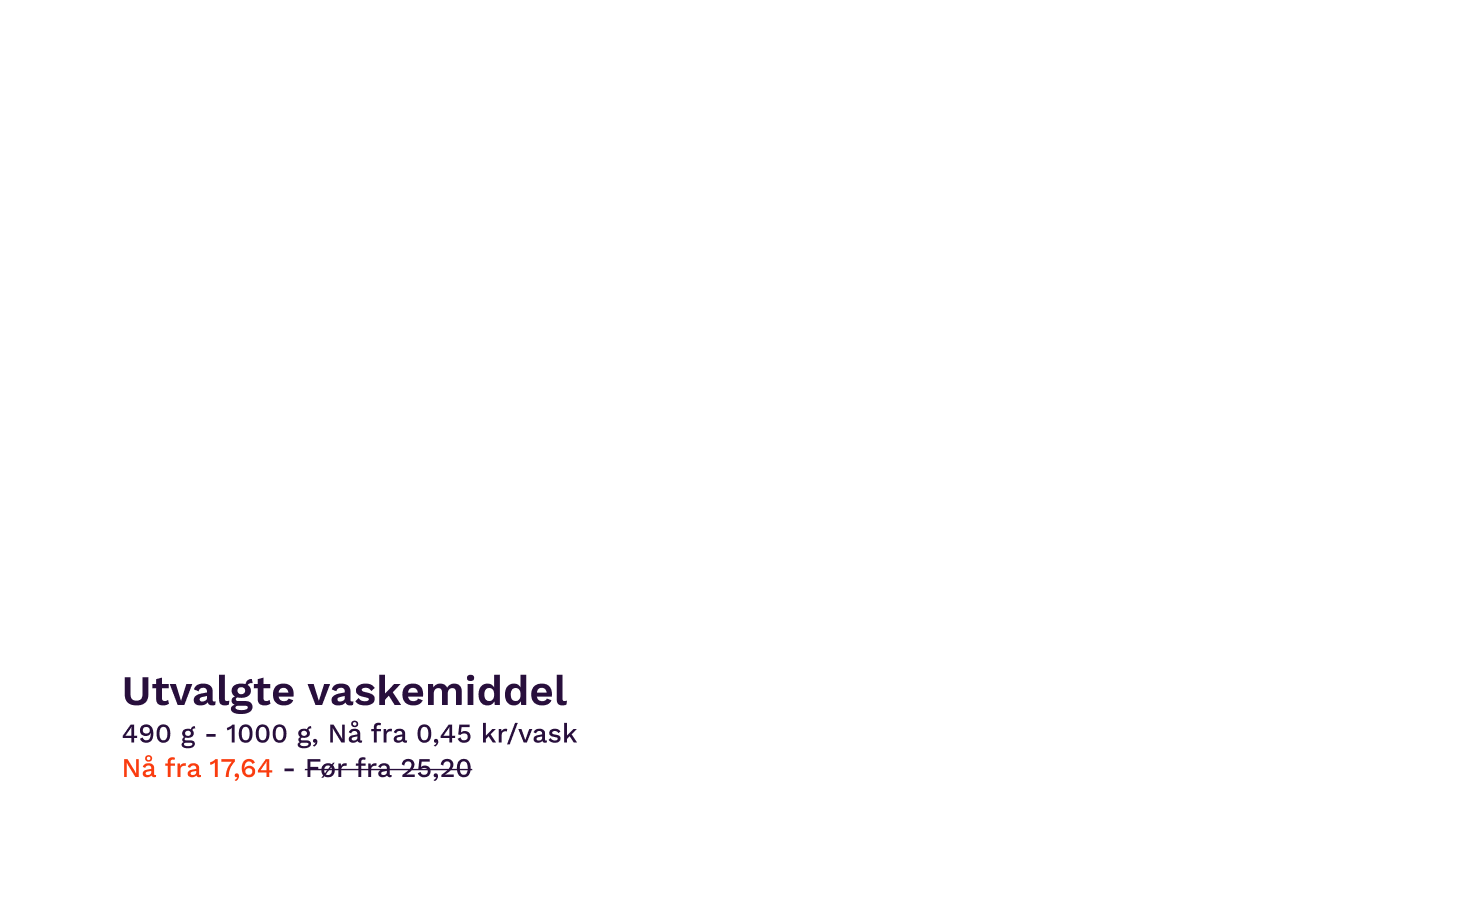 Utvalgte vaskemiddel
490 g - 1000 g, Nå fra 0,45 kr/vask
Nå fra 17,64 - Før fra 25,20